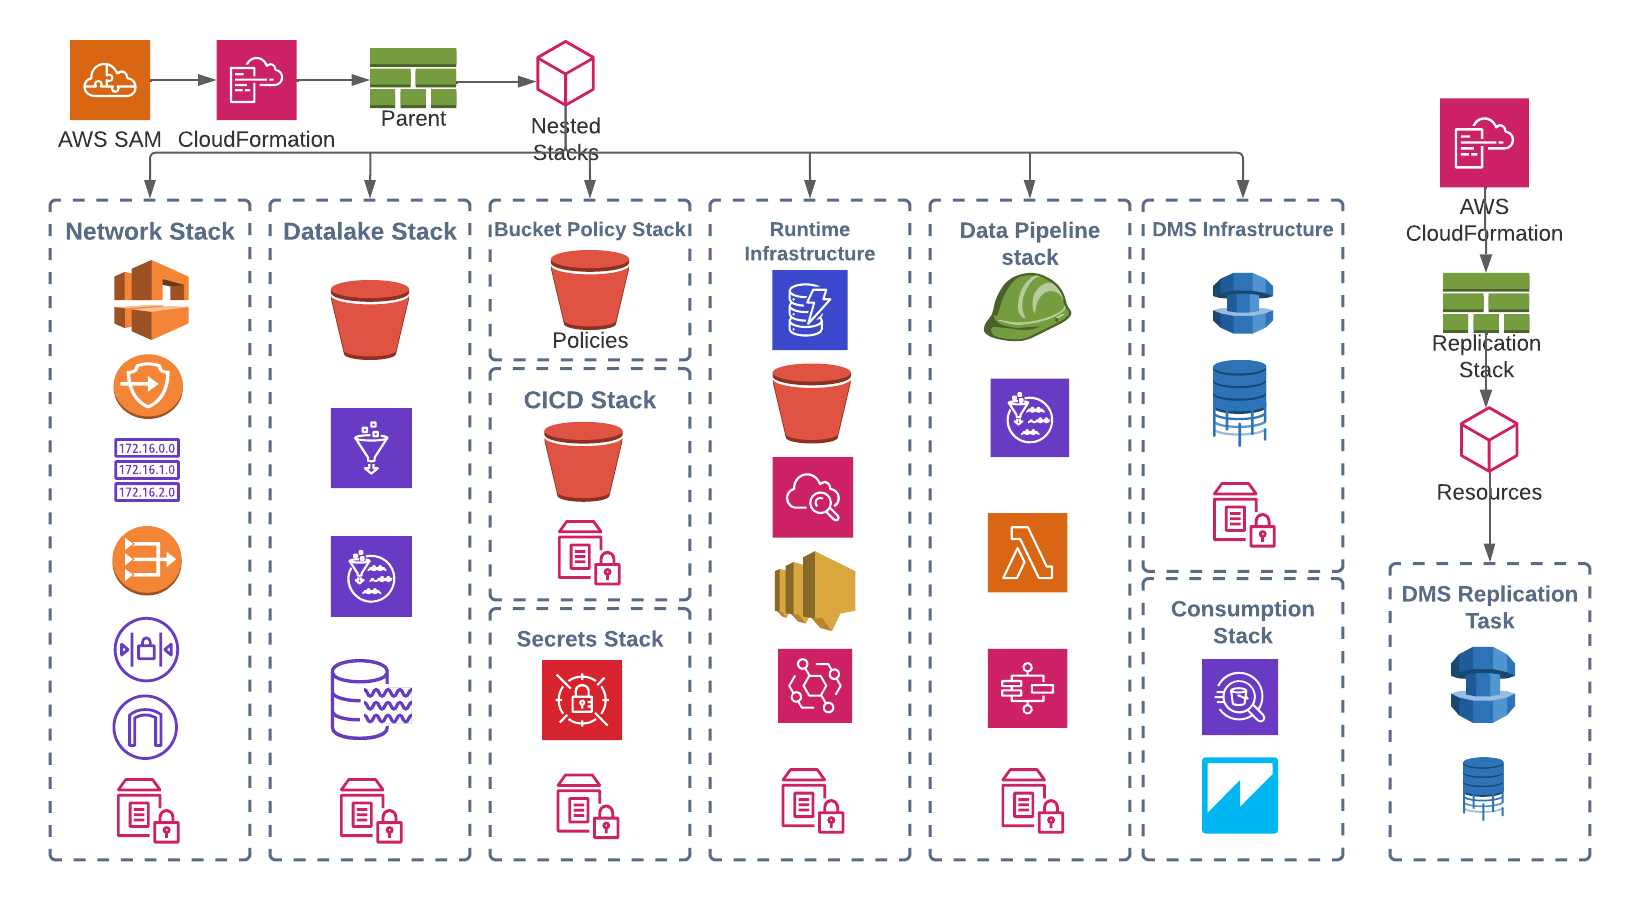 AWS SAM
CloudFormation
Parent
Nested
Stacks
Network Stack
172.16.0.0
172.16.1.0
172.16.2.0
Datalake Stack
Bucket Policy Stack
Policies
CICD Stack
Secrets Stack
Runtime
Infrastructure
Data Pipeline
stack
DMS Infrastructure
Consumption
Stack
AWS
CloudFormation
Replication
Stack
Resources
DMS Replication
Task